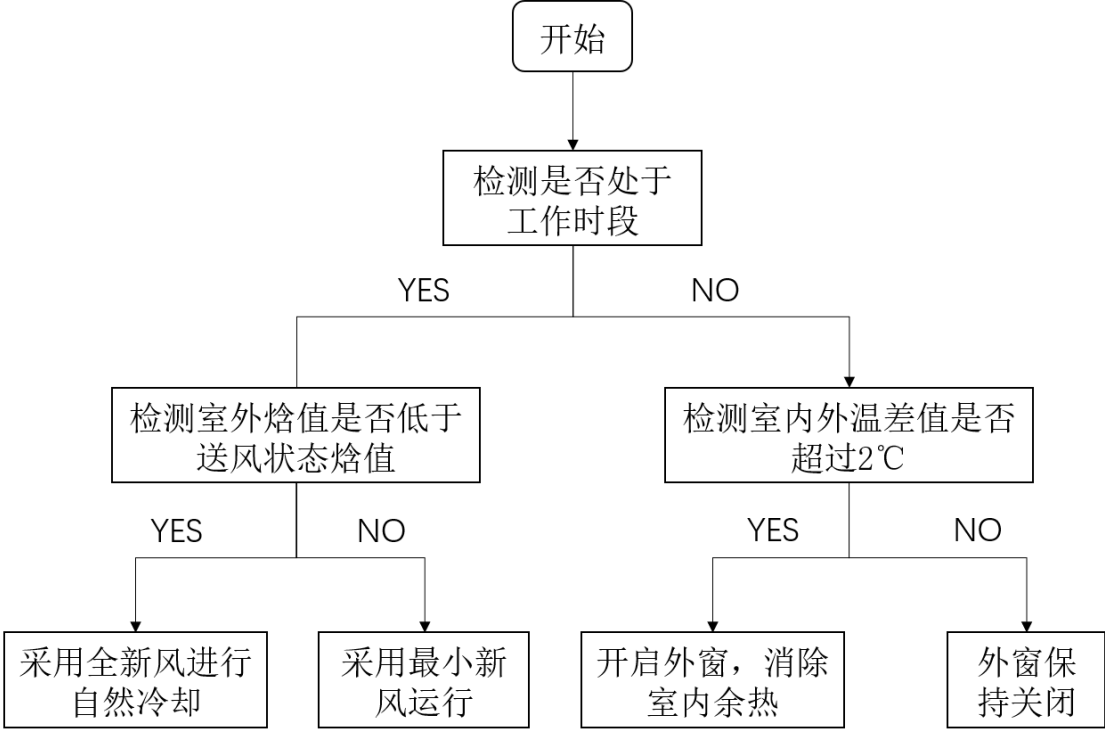 开始
检测是否处于
工作时段
YES
NO
检测室外焓值是否低于
送风状态焓值
检测室内外温差值是否
超过2℃
YES
NO
YES
NO
采用全新风进行
自然冷却
采用最小新
风运行
开启外窗，消除
室内余热
外窗保
持关闭